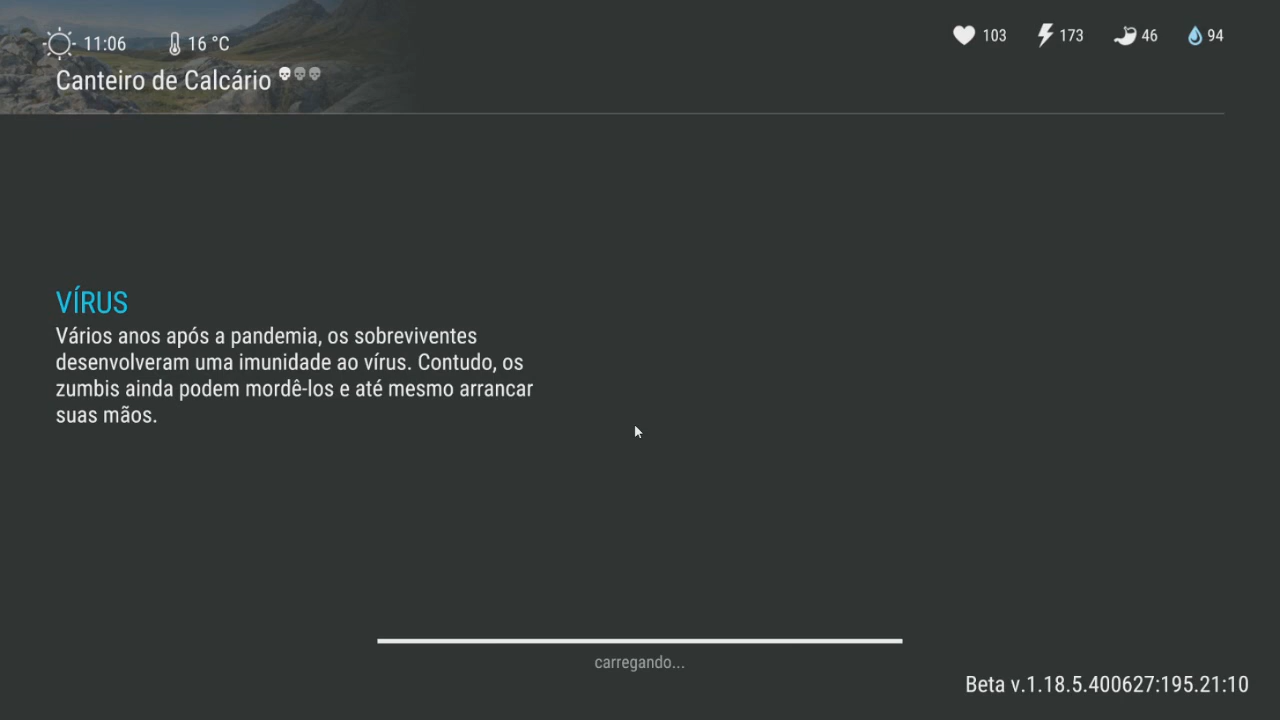 11:06 16 °C 103 173 46 94
Canteiro de Calcário
VÍRUS
Vários anos após a pandemia, os sobreviventes
desenvolveram uma imunidade ao vírus. Contudo, os
zumbis ainda podem mordê-los e até mesmo arrancar
suas mãos.
carregando...
Beta v.1.18.5.400627:195.21:10